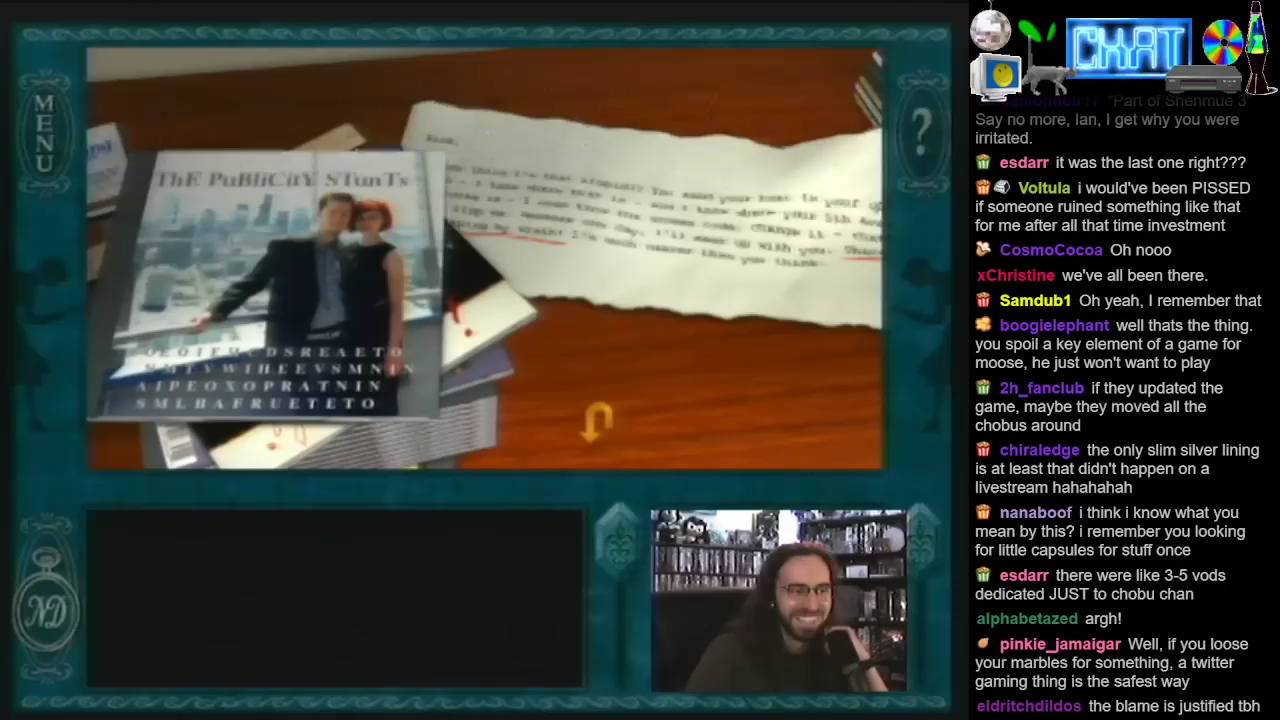 MENU
?
ThE PuBLiCitY STunTs
Rick,
ND
CHAT
"Part of Shenmue 3"
Say no more, Ian, I get why you were
irritated.
esdarr it was the last one right???
Voltula i would've been PISSED
if someone ruined something like that
for me after all that time investment
CosmoCocoa Oh nooo
xChristine we've all been there.
Samdub1 Oh yeah, I remember that
boogielephant well thats the thing.
you spoil a key element of a game for
moose, he just won't want to play
2h_fanclub if they updated the
game, maybe they moved all the
chobus around
chiraledge the only slim silver lining
is at least that didn't happen on a
livestream hahahahah
nanaboof i think i know what you
mean by this? i remember you looking
for little capsules for stuff once
esdarr there were like 3-5 vods
dedicated JUST to chobu chan
alphabetazed argh!
pinkie_jamaigar Well, if you loose
your marbles for something, a twitter
gaming thing is the safest way
eldritchdildos the blame is justified tbh
AIPEOXOPRATNIN
SMLHAFRUETETO